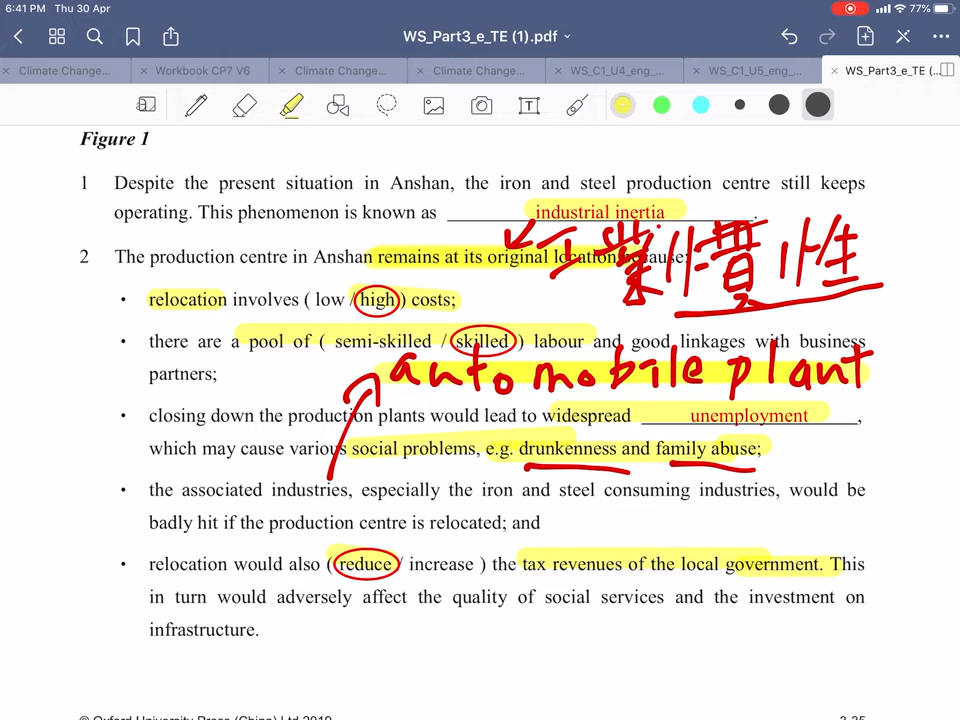 6:41 PM Thu 30 Apr
77%
WS_Part3_e_TE (1).pdf
Climate Change...
Workbook CP7 V6
Climate Change...
Climate Change...
WS_C1_U4_eng_...
WS_C1_U5_eng_...
WS_Part3_e_TE (...
T
Figure 1
1 Despite the present situation in Anshan, the iron and steel production centre still keeps
operating. This phenomenon is known as industrial inertia.
工業慣性
2 The production centre in Anshan remains at its original location because:
• relocation involves ( low / high ) costs;
• there are a pool of ( semi-skilled / skilled ) labour and good linkages with business
partners;
automobile plant
• closing down the production plants would lead to widespread unemployment,
which may cause various social problems, e.g. drunkenness and family abuse;
• the associated industries, especially the iron and steel consuming industries, would be
badly hit if the production centre is relocated; and
• relocation would also ( reduce / increase ) the tax revenues of the local government. This
in turn would adversely affect the quality of social services and the investment on
infrastructure.